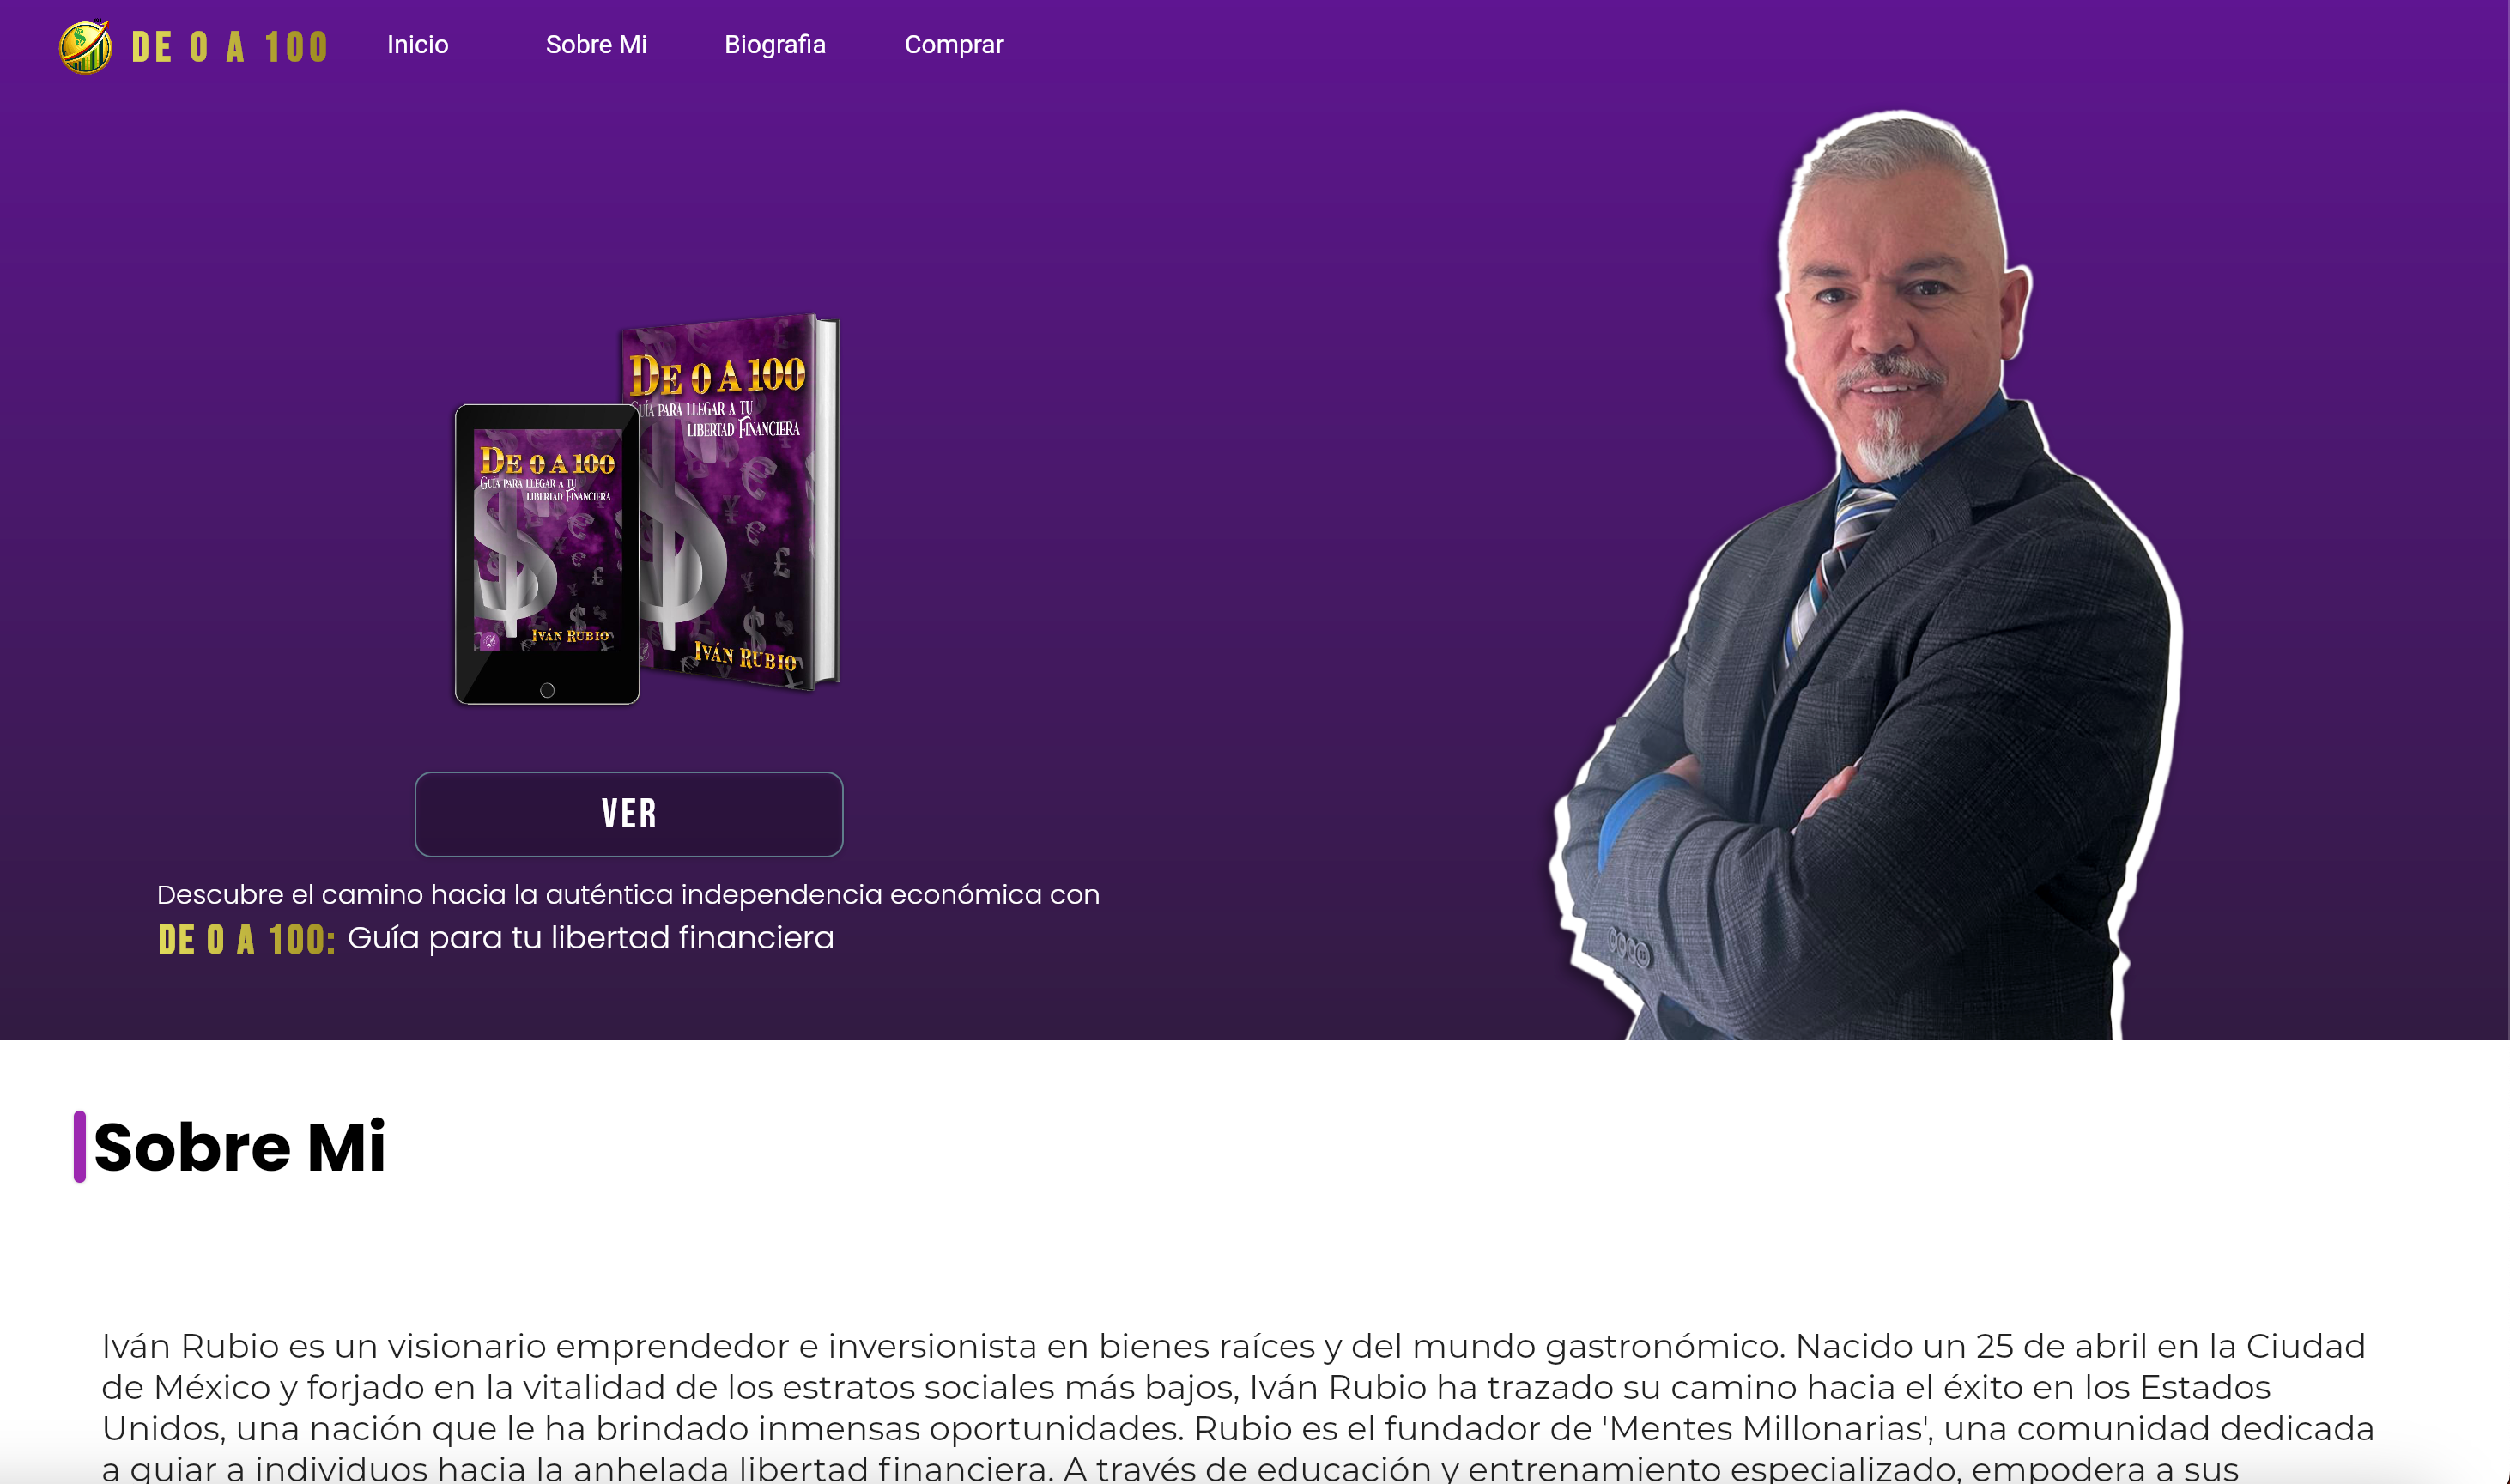 DE 0 A 100
Inicio
Sobre Mi
Biografia
Comprar
DE 0 A 100
GUÍA PARA LLEGAR A TU
LIBERTAD FINANCIERA
IVÁN RUBIO
DE 0 A 100
GUÍA PARA LLEGAR A TU
LIBERTAD FINANCIERA
IVÁN RUBIO
VER
Descubre el camino hacia la auténtica independencia económica con
DE 0 A 100: Guía para tu libertad financiera
Sobre Mi
Iván Rubio es un visionario emprendedor e inversionista en bienes raíces y del mundo gastronómico. Nacido un 25 de abril en la Ciudad
de México y forjado en la vitalidad de los estratos sociales más bajos, Iván Rubio ha trazado su camino hacia el éxito en los Estados
Unidos, una nación que le ha brindado inmensas oportunidades. Rubio es el fundador de 'Mentes Millonarias', una comunidad dedicada
a guiar a individuos hacia la anhelada libertad financiera. A través de educación y entrenamiento especializado, empodera a sus